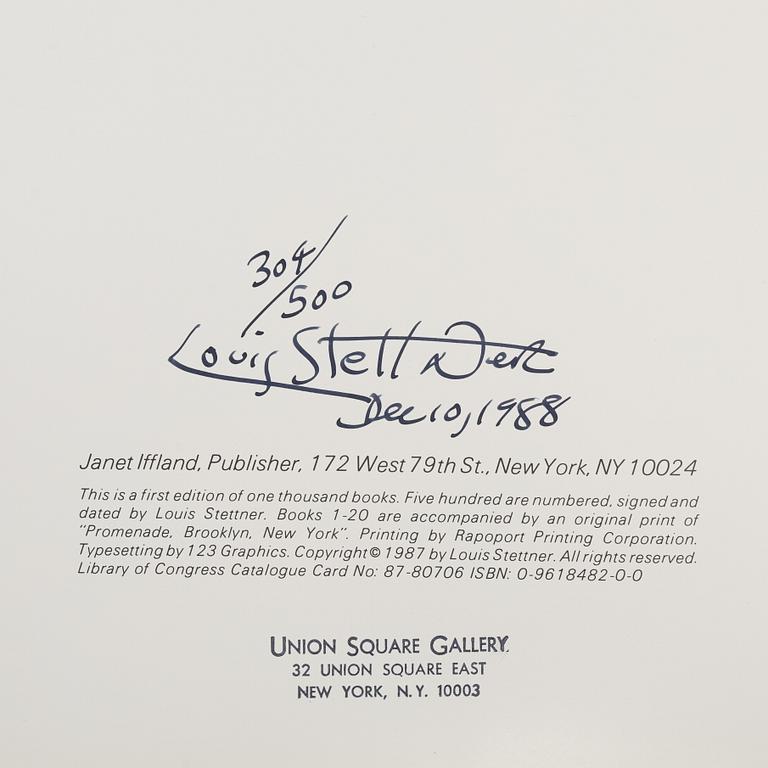 304/500
Louis Stettner
Dec 10, 1988
Janet Iffland, Publisher, 172 West 79th St., New York, NY 10024
This is a first edition of one thousand books. Five hundred are numbered, signed and
dated by Louis Stettner. Books 1-20 are accompanied by an original print of
"Promenade, Brooklyn, New York". Printing by Rapoport Printing Corporation.
Typesetting by 123 Graphics. Copyright © 1987 by Louis Stettner. All rights reserved.
Library of Congress Catalogue Card No: 87-80706 ISBN: 0-9618482-0-0
UNION SQUARE GALLERY
32 UNION SQUARE EAST
NEW YORK, N.Y. 10003